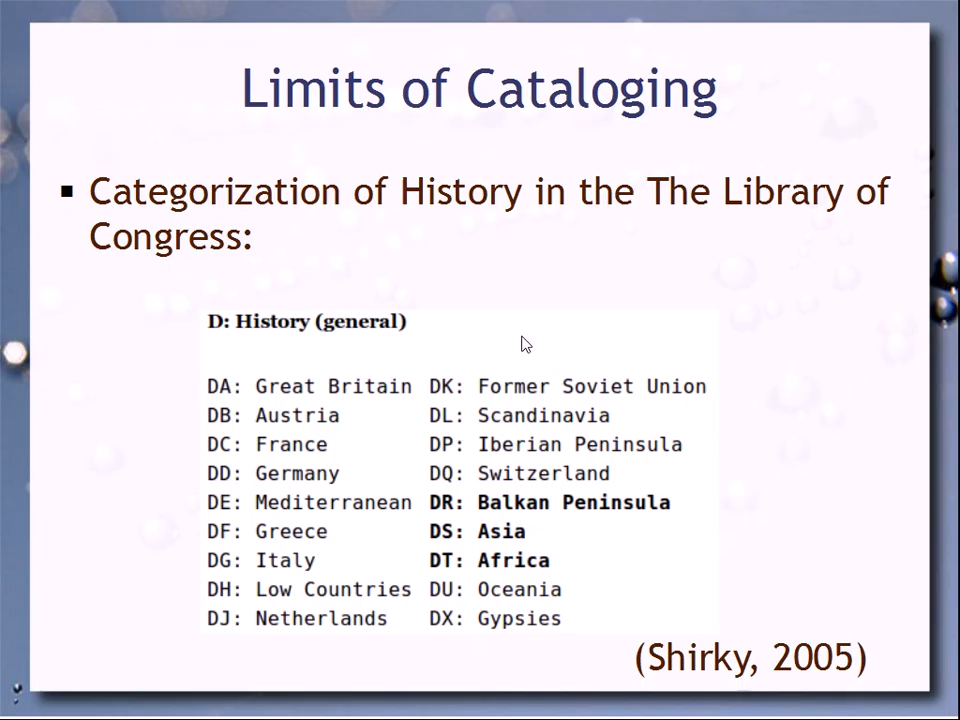 Limits of Cataloging
▪ Categorization of History in the The Library of
Congress:
D: History (general)
DA: Great Britain DK: Former Soviet Union
DB: Austria DL: Scandinavia
DC: France DP: Iberian Peninsula
DD: Germany DQ: Switzerland
DE: Mediterranean DR: Balkan Peninsula
DF: Greece DS: Asia
DG: Italy DT: Africa
DH: Low Countries DU: Oceania
DJ: Netherlands DX: Gypsies
(Shirky, 2005)